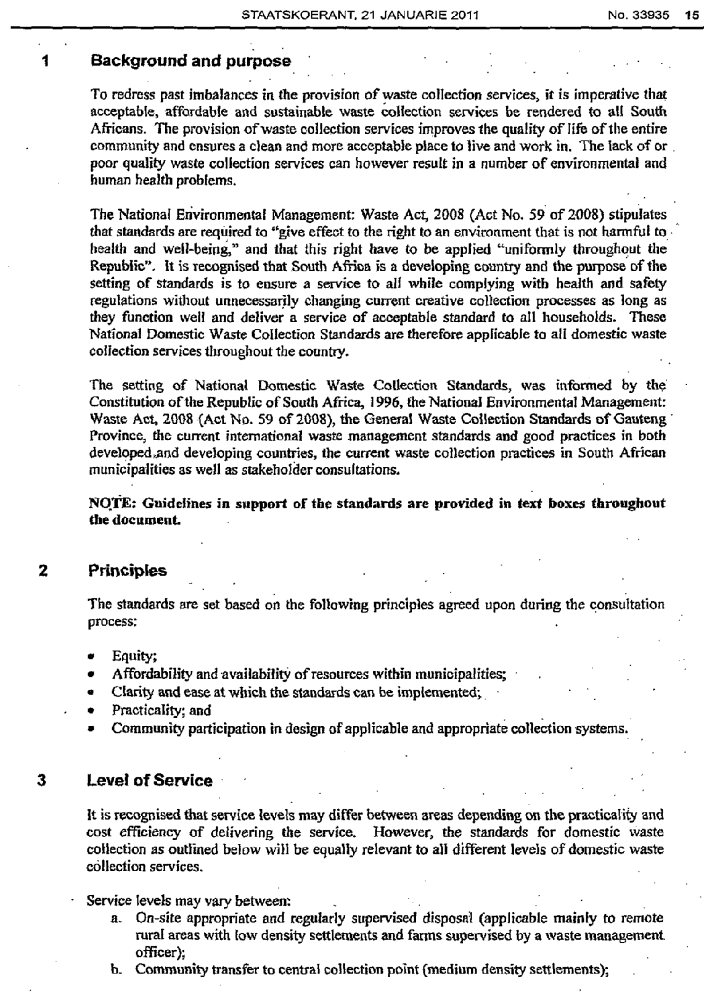 STAATSKOERANT, 21 JANUARIE 2011 No. 33935 15
1 Background and purpose
To redress past imbalances in the provision of waste collection services, it is imperative that
acceptable, affordable and sustainable waste collection services be rendered to all South
Africans. The provision of waste collection services improves the quality of life of the entire
community and ensures a clean and more acceptable place to live and work in. The lack of or
poor quality waste collection services can however result in a number of environmental and
human health problems.
The National Environmental Management: Waste Act, 2008 (Act No. 59 of 2008) stipulates
that standards are required to “give effect to the right to an environment that is not harmful to
health and well-being,” and that this right have to be applied “uniformly throughout the
Republic”. It is recognised that South Africa is a developing country and the purpose of the
setting of standards is to ensure a service to all while complying with health and safety
regulations without unnecessarily changing current creative collection processes as long as
they function well and deliver a service of acceptable standard to all households. These
National Domestic Waste Collection Standards are therefore applicable to all domestic waste
collection services throughout the country.
The setting of National Domestic Waste Collection Standards, was informed by the
Constitution of the Republic of South Africa, 1996, the National Environmental Management:
Waste Act, 2008 (Act No. 59 of 2008), the General Waste Collection Standards of Gauteng
Province, the current international waste management standards and good practices in both
developed and developing countries, the current waste collection practices in South African
municipalities as well as stakeholder consultations.
NOTE: Guidelines in support of the standards are provided in text boxes throughout
the document.
2 Principles
The standards are set based on the following principles agreed upon during the consultation
process:
• Equity;
• Affordability and availability of resources within municipalities;
• Clarity and ease at which the standards can be implemented;
• Practicality; and
• Community participation in design of applicable and appropriate collection systems.
3 Level of Service
It is recognised that service levels may differ between areas depending on the practicality and
cost efficiency of delivering the service. However, the standards for domestic waste
collection as outlined below will be equally relevant to all different levels of domestic waste
collection services.
Service levels may vary between:
a. On-site appropriate and regularly supervised disposal (applicable mainly to remote
rural areas with low density settlements and farms supervised by a waste management
officer);
b. Community transfer to central collection point (medium density settlements);